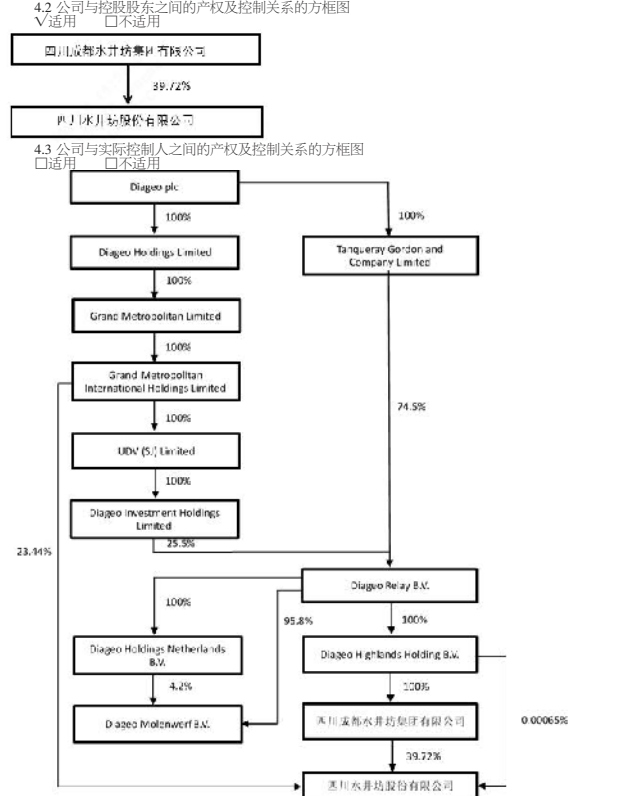 4.2 公司与控股股东之间的产权及控制关系的方框图
√适用 □不适用
四川成都水井坊集团有限公司
39.72%
四川水井坊股份有限公司
4.3 公司与实际控制人之间的产权及控制关系的方框图
□适用 □不适用
Diageo plc
100%
100%
Diageo Holdings Limited
Tanqueray Gordon and
Company Limited
100%
Grand Metropolitan Limited
100%
Grand Metropolitan
International Holdings Limited
74.5%
100%
UDV (SJ) Limited
100%
Diageo Investment Holdings
Limited
25.5%
23.44%
Diageo Relay B.V.
100%
95.8%
100%
Diageo Holdings Netherlands
B.V.
Diageo Highlands Holding B.V.
4.2%
100%
Diageo Molenwerf B.V.
四川成都水井坊集团有限公司
0.00065%
39.72%
四川水井坊股份有限公司